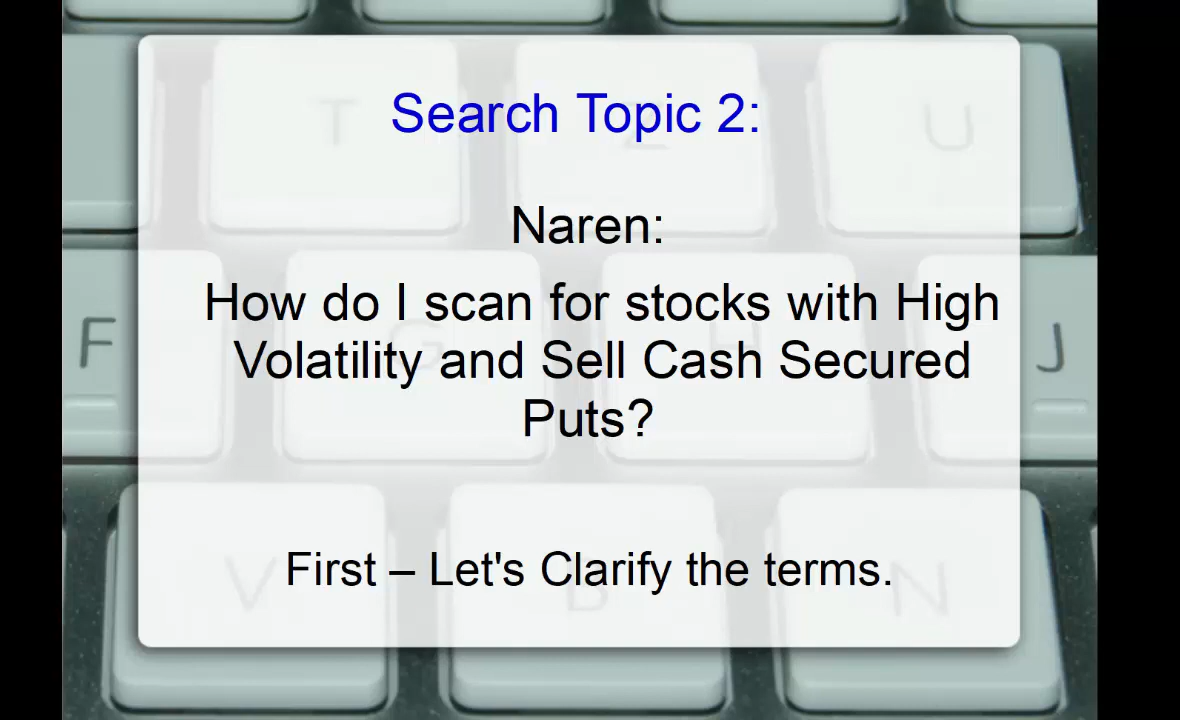 Search Topic 2:
Naren:
How do I scan for stocks with High
Volatility and Sell Cash Secured
Puts?
First – Let's Clarify the terms.
T
Z
U
F
G
H
J
V
B
N